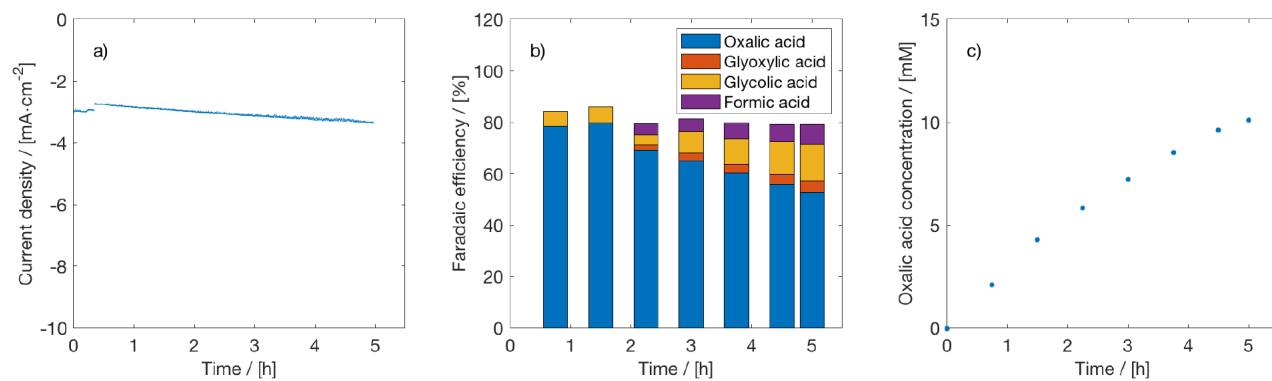 a)
0
-2
-4
-6
-8
-10
0 1 2 3 4 5
Time / [h]
Current density / [mA·cm-2]
b)
Oxalic acid
Glyoxylic acid
Glycolic acid
Formic acid
120
100
80
60
40
20
0
0 1 2 3 4 5
Time / [h]
Faradaic efficiency / [%]
c)
15
10
5
0
0 1 2 3 4 5
Time / [h]
Oxalic acid concentration / [mM]